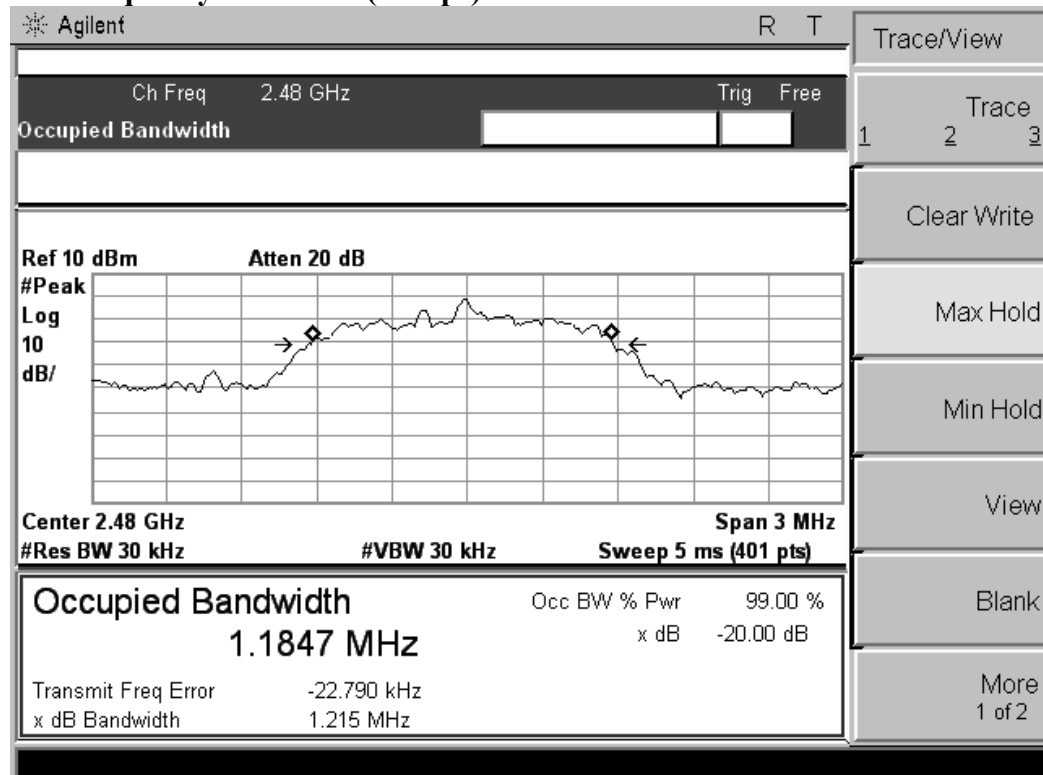 Agilent R T
Trace/View
Ch Freq 2.48 GHz Trig Free
Occupied Bandwidth
Trace
1 2 3
Clear Write
Ref 10 dBm Atten 20 dB
#Peak
Log
10
dB/
Max Hold
Min Hold
View
Center 2.48 GHz Span 3 MHz
#Res BW 30 kHz #VBW 30 kHz Sweep 5 ms (401 pts)
Occupied Bandwidth Occ BW % Pwr 99.00 %
1.1847 MHz x dB -20.00 dB
Blank
Transmit Freq Error -22.790 kHz
x dB Bandwidth 1.215 MHz
More
1 of 2